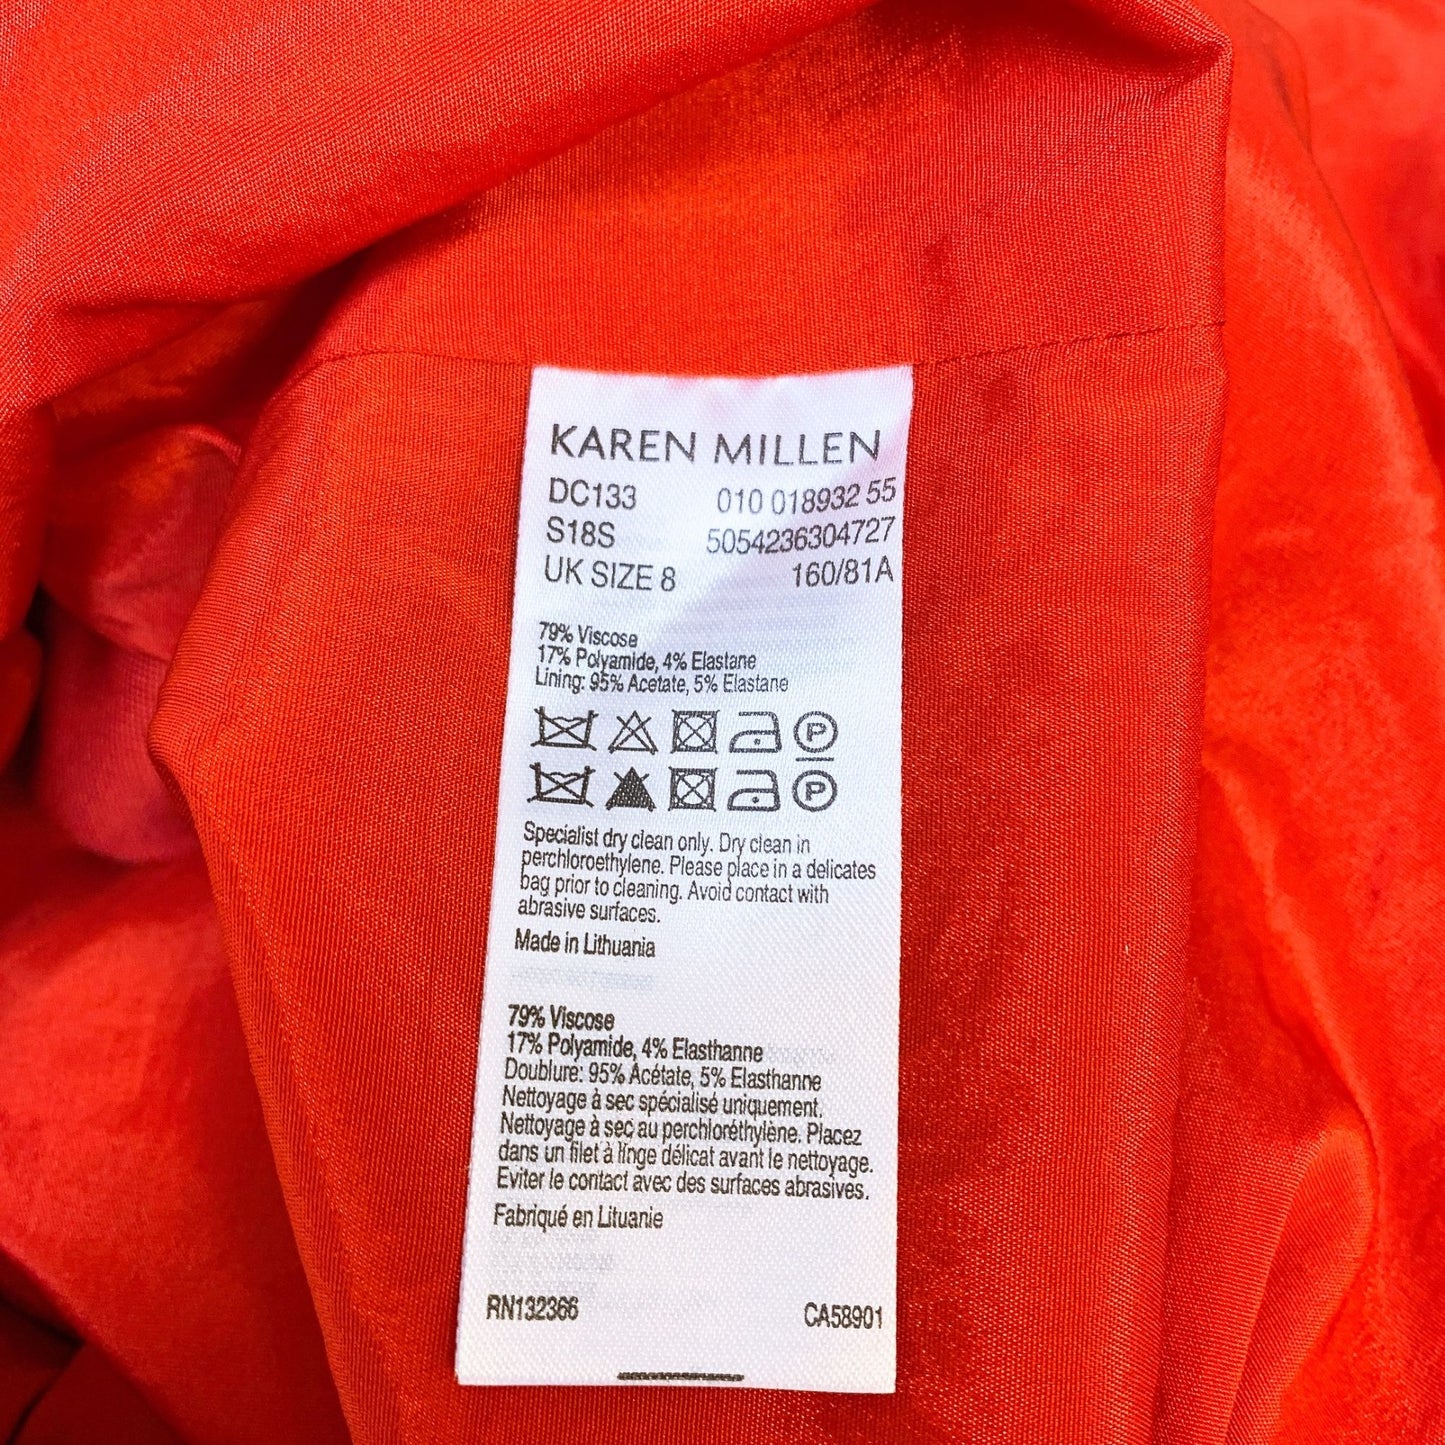 KAREN MILLEN
DC133 010 018932 55
S18S 5054236304727
UK SIZE 8 160/81A
79% Viscose
17% Polyamide, 4% Elastane
Lining: 95% Acetate, 5% Elastane
P
P
Specialist dry clean only. Dry clean in
perchloroethylene. Please place in a delicates
bag prior to cleaning. Avoid contact with
abrasive surfaces.
Made in Lithuania
79% Viscose
17% Polyamide, 4% Elasthanne
Doublure: 95% Acétate, 5% Elasthanne
Nettoyage à sec spécialisé uniquement.
Nettoyage à sec au perchloréthylène. Placez
dans un filet à linge délicat avant le nettoyage.
Eviter le contact avec des surfaces abrasives.
Fabriqué en Lituanie
RN132366 CA58901